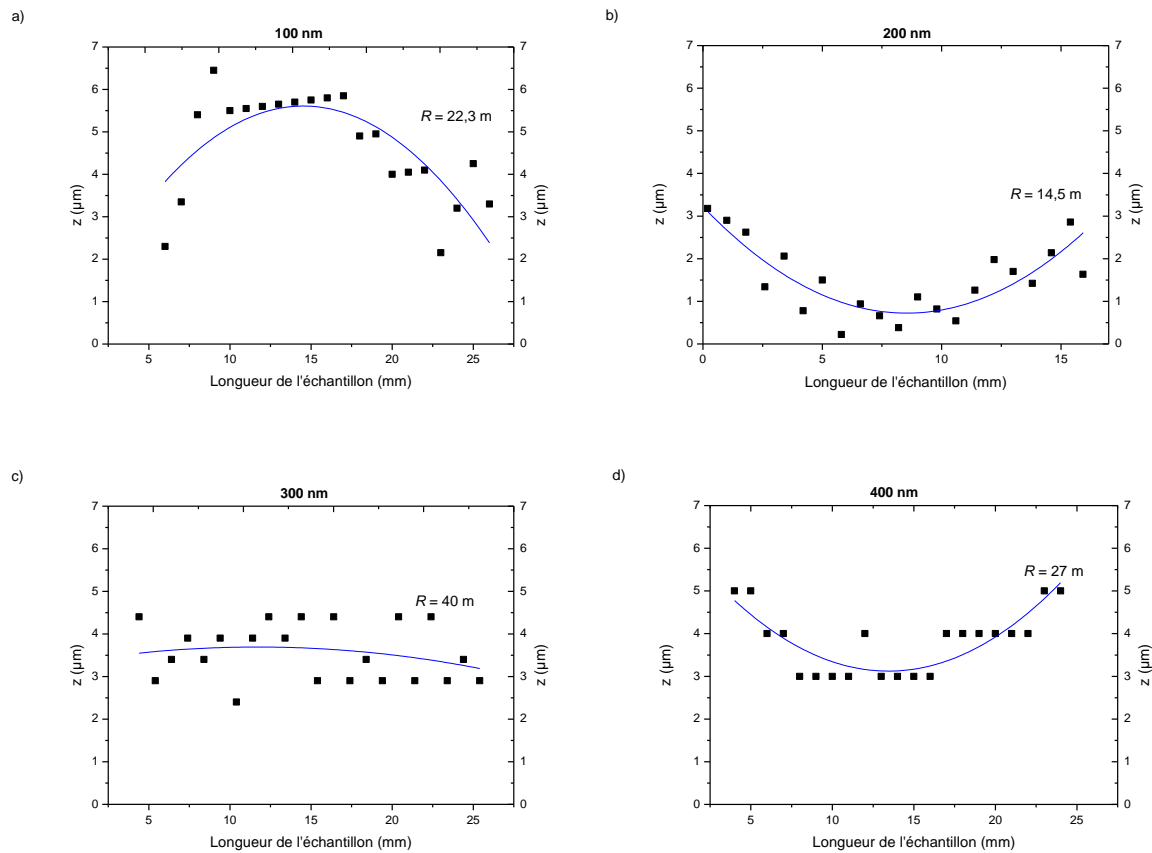 a)
100 nm
7 7
6 6
5 5
4 4
3 3
2 2
1 1
0 0
z (µm)
z (µm)
R = 22,3 m
5 10 15 20 25
Longueur de l'échantillon (mm)
b)
200 nm
7 7
6 6
5 5
4 4
3 3
2 2
1 1
0 0
z (µm)
z (µm)
R = 14,5 m
0 5 10 15
Longueur de l'échantillon (mm)
c)
300 nm
7 7
6 6
5 5
4 4
3 3
2 2
1 1
0 0
z (µm)
z (µm)
R = 40 m
5 10 15 20 25
Longueur de l'échantillon (mm)
d)
400 nm
7 7
6 6
5 5
4 4
3 3
2 2
1 1
0 0
z (µm)
z (µm)
R = 27 m
5 10 15 20 25
Longueur de l'échantillon (mm)